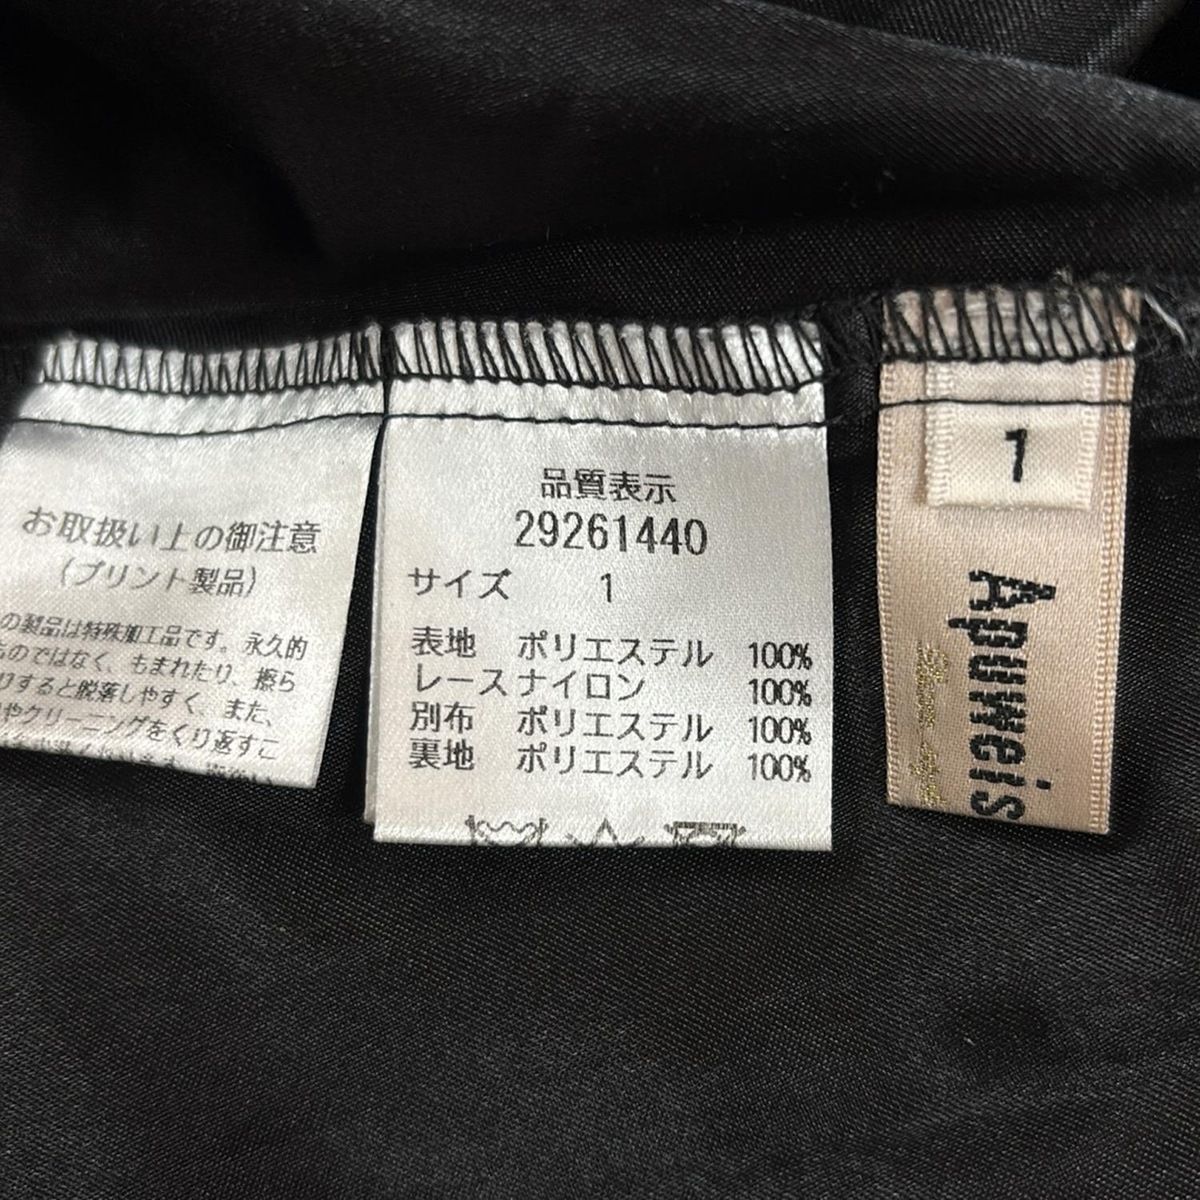 お取扱い上の御注意
(プリント製品)
の製品は特殊加工品です。永久的
ものではなく、もまれたり、擦ら
りすると脱落しやすく、また、
やクリーニングをくり返すこ
品質表示
29261440
サイズ 1
表地 ポリエステル 100%
レース ナイロン 100%
別布 ポリエステル 100%
裏地 ポリエステル 100%
1
Apuweis